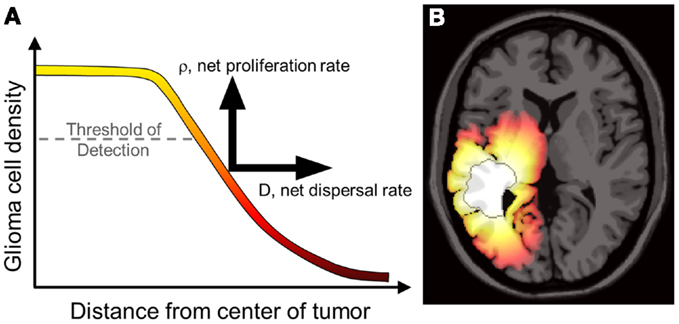 A
B
ρ, net proliferation rate
Threshold of
Detection
D, net dispersal rate
Glioma cell density
Distance from center of tumor